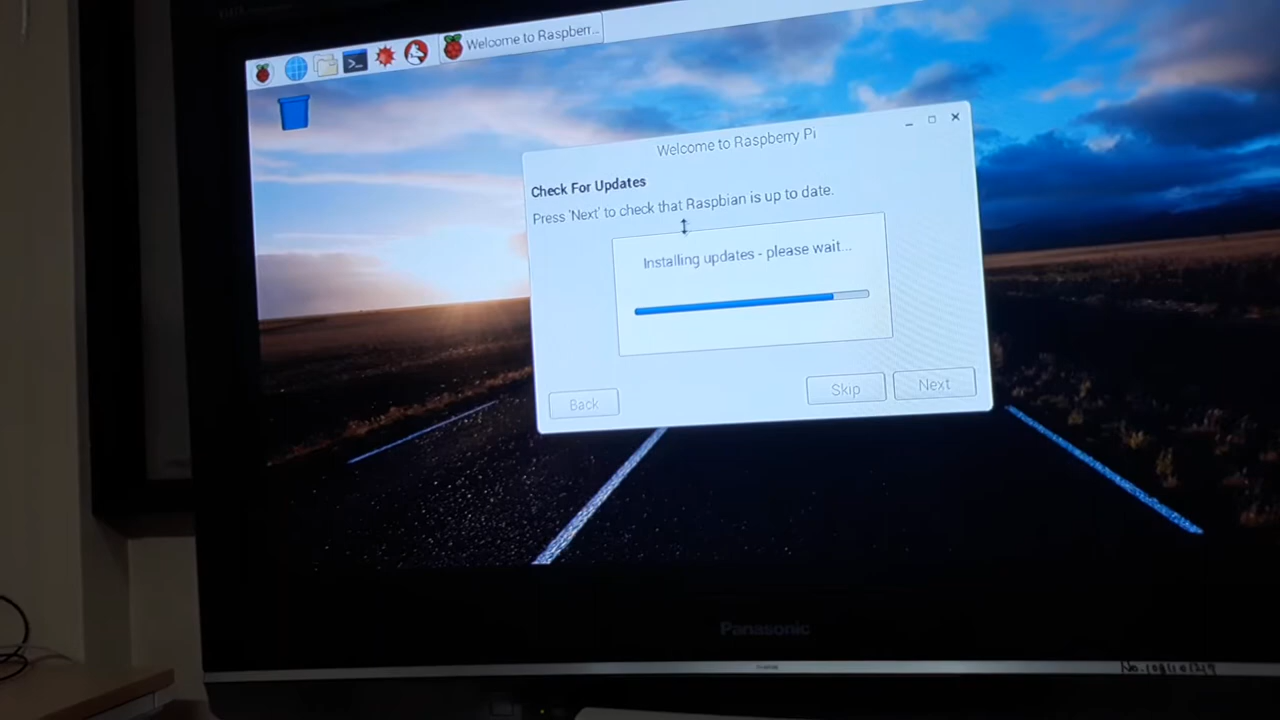 Welcome to Raspberr...
Welcome to Raspberry Pi
Check For Updates
Press 'Next' to check that Raspbian is up to date.
Installing updates - please wait...
Back
Skip
Next
Panasonic